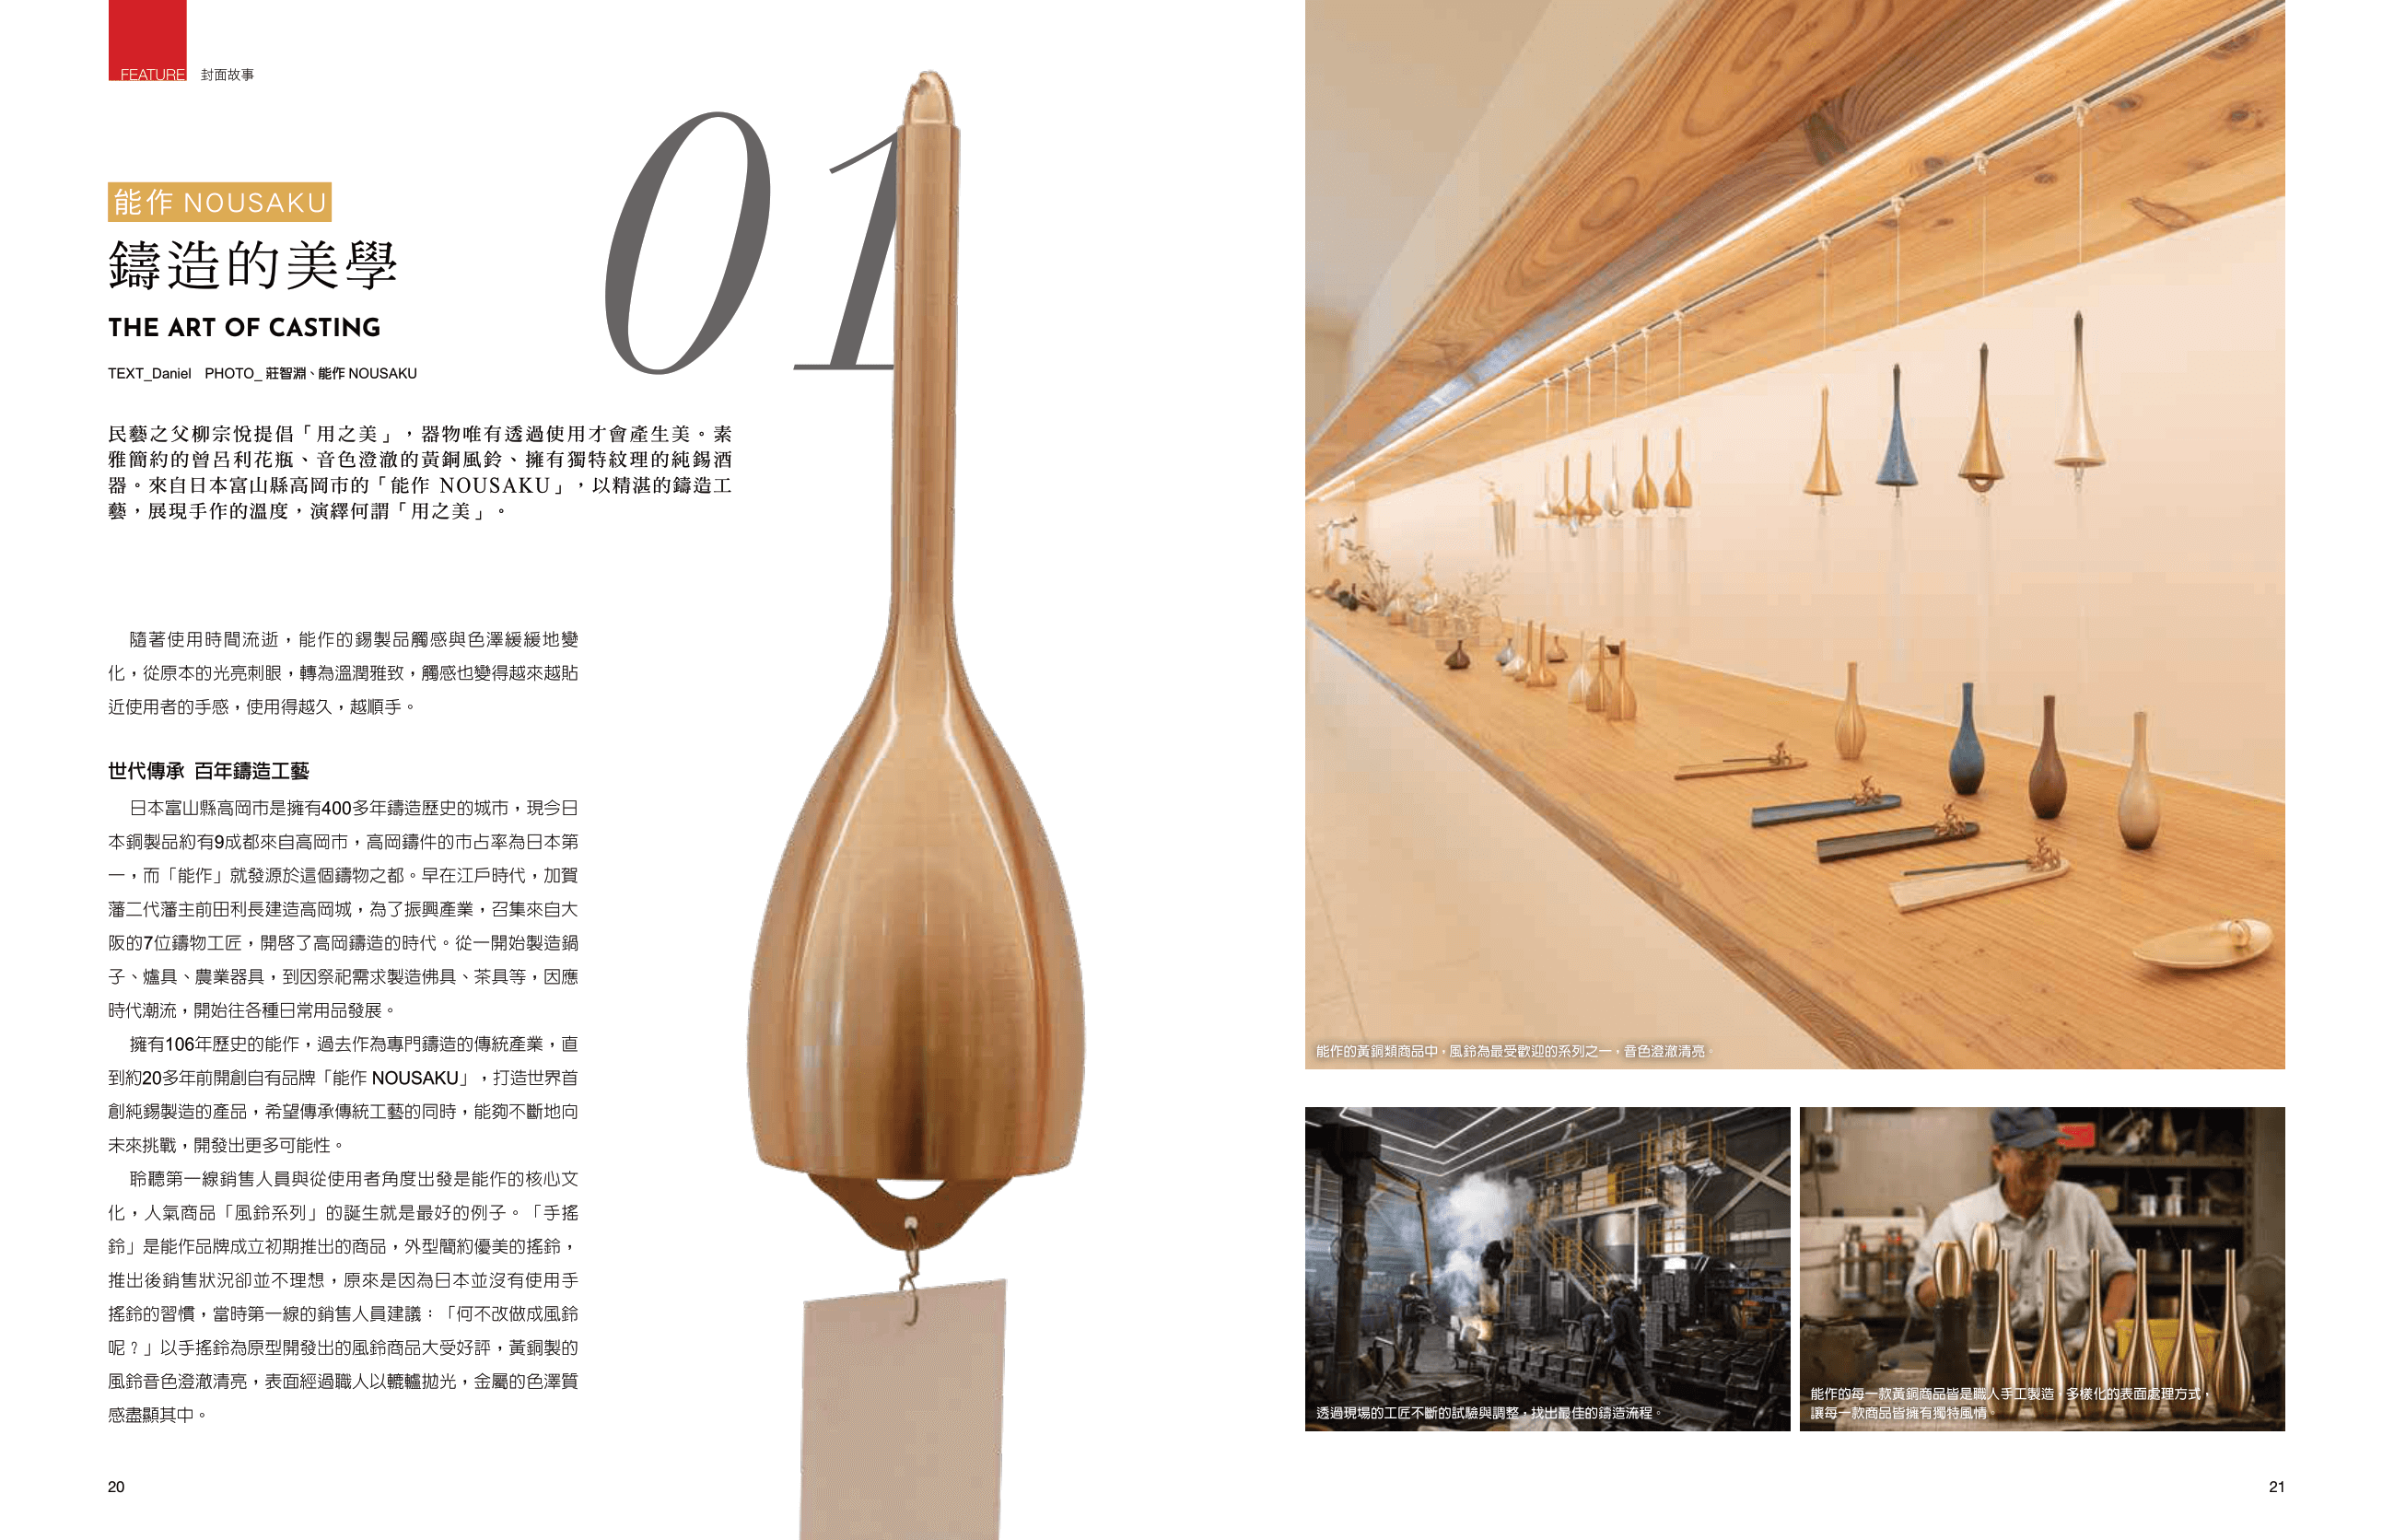 FEATURE 封面故事
01
能作 NOUSAKU
鑄造的美學
THE ART OF CASTING
TEXT_Daniel PHOTO_ 莊智淵、能作 NOUSAKU
民藝之父柳宗悅提倡「用之美」，器物唯有透過使用才會產生美。素
雅簡約的曾呂利花瓶、音色澄澈的黃銅風鈴、擁有獨特紋理的純錫酒
器。來自日本富山縣高岡市的「能作 NOUSAKU」，以精湛的鑄造工
藝，展現手作的溫度，演繹何謂「用之美」。
隨著使用時間流逝，能作的錫製品觸感與色澤緩緩地變
化，從原本的光亮刺眼，轉為溫潤雅致，觸感也變得越來越貼
近使用者的手感，使用得越久，越順手。
世代傳承 百年鑄造工藝
日本富山縣高岡市是擁有400多年鑄造歷史的城市，現今日
本銅製品約有9成都來自高岡市，高岡鑄件的市占率為日本第
一，而「能作」就發源於這個鑄物之都。早在江戶時代，加賀
藩二代藩主前田利長建造高岡城，為了振興產業，召集來自大
阪的7位鑄物工匠，開啓了高岡鑄造的時代。從一開始製造鍋
子、爐具、農業器具，到因祭祀需求製造佛具、茶具等，因應
時代潮流，開始往各種日常用品發展。
擁有106年歷史的能作，過去作為專門鑄造的傳統產業，直
到約20多年前開創自有品牌「能作 NOUSAKU」，打造世界首
創純錫製造的產品，希望傳承傳統工藝的同時，能夠不斷地向
未來挑戰，開發出更多可能性。
聆聽第一線銷售人員與從使用者角度出發是能作的核心文
化，人氣商品「風鈴系列」的誕生就是最好的例子。「手搖
鈴」是能作品牌成立初期推出的商品，外型簡約優美的搖鈴，
推出後銷售狀況卻並不理想，原來是因為日本並沒有使用手
搖鈴的習慣，當時第一線的銷售人員建議：「何不改做成風鈴
呢？」以手搖鈴為原型開發出的風鈴商品大受好評，黃銅製的
風鈴音色澄澈清亮，表面經過職人以轆轤拋光，金屬的色澤質
感盡顯其中。
20
能作的黃銅類商品中，風鈴為最受歡迎的系列之一，音色澄澈清亮。
透過現場的工匠不斷的試驗與調整，找出最佳的鑄造流程。
能作的每一款黃銅商品皆是職人手工製造，多樣化的表面處理方式，
讓每一款商品皆擁有獨特風情。
21